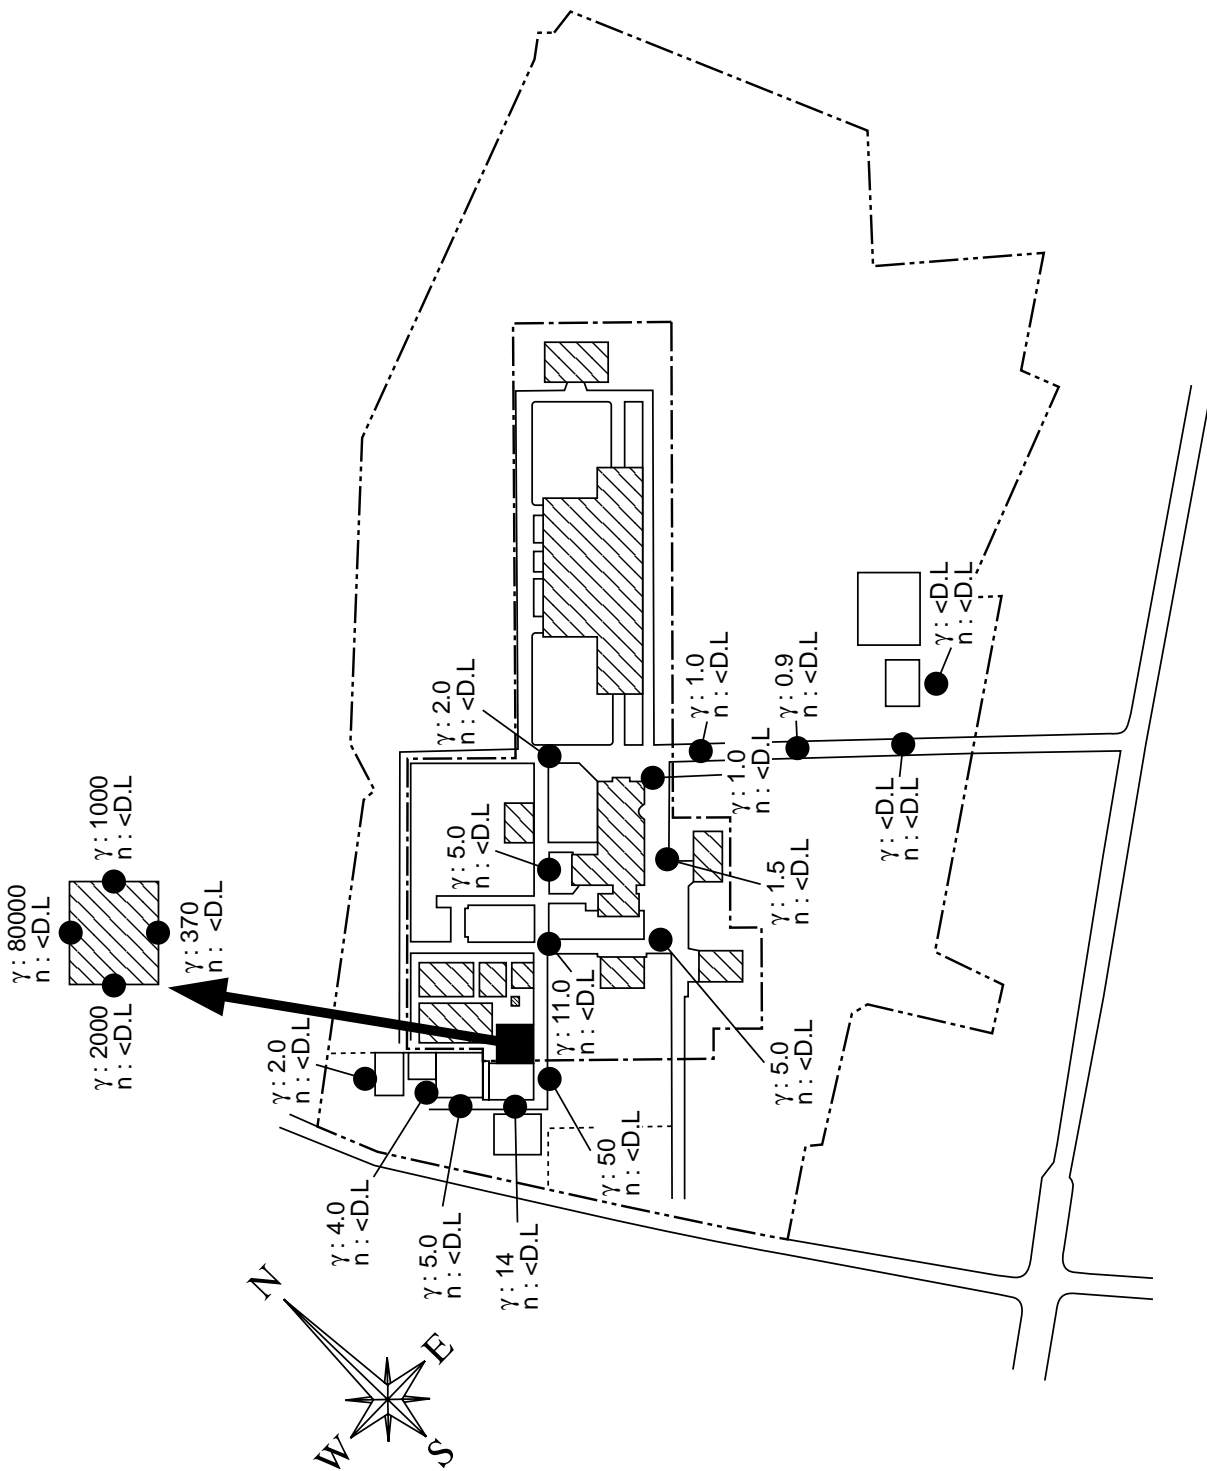 γ : 80000
n : <D.L
γ : 1000
n : <D.L
γ : 2000
n : <D.L
γ : 370
n : <D.L
γ : 2.0
n : <D.L
γ : 4.0
n : <D.L
γ : 5.0
n : <D.L
γ : 14
n : <D.L
γ : 50
n : <D.L
γ : 11.0
n : <D.L
γ : 5.0
n : <D.L
γ : 2.0
n : <D.L
γ : 1.0
n : <D.L
γ : 1.0
n : <D.L
γ : 0.9
n : <D.L
γ : 1.5
n : <D.L
γ : 5.0
n : <D.L
γ : <D.L
n : <D.L
γ : <D.L
n : <D.L
N
E
W
S